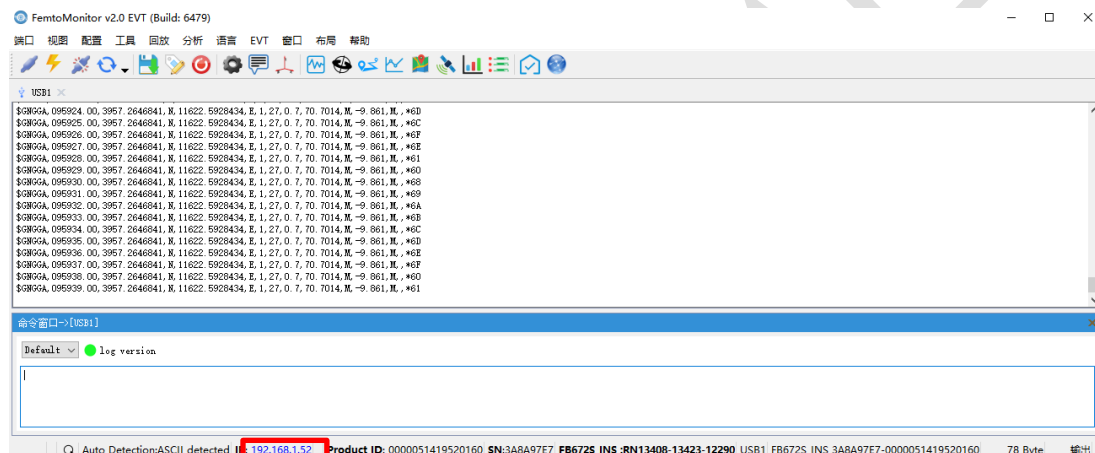 FemtoMonitor v2.0 EVT (Build: 6479)
端口 视图 配置 工具 回放 分析 语言 EVT 窗口 布局 帮助
USB1
$GNGGA,095924.00,3957.2646841,N,11622.5928434,E,1,27,0.7,70.7014,M,-9.861,M,,*6D
$GNGGA,095925.00,3957.2646841,N,11622.5928434,E,1,27,0.7,70.7014,M,-9.861,M,,*6C
$GNGGA,095926.00,3957.2646841,N,11622.5928434,E,1,27,0.7,70.7014,M,-9.861,M,,*6F
$GNGGA,095927.00,3957.2646841,N,11622.5928434,E,1,27,0.7,70.7014,M,-9.861,M,,*6E
$GNGGA,095928.00,3957.2646841,N,11622.5928434,E,1,27,0.7,70.7014,M,-9.861,M,,*61
$GNGGA,095929.00,3957.2646841,N,11622.5928434,E,1,27,0.7,70.7014,M,-9.861,M,,*60
$GNGGA,095930.00,3957.2646841,N,11622.5928434,E,1,27,0.7,70.7014,M,-9.861,M,,*68
$GNGGA,095931.00,3957.2646841,N,11622.5928434,E,1,27,0.7,70.7014,M,-9.861,M,,*69
$GNGGA,095932.00,3957.2646841,N,11622.5928434,E,1,27,0.7,70.7014,M,-9.861,M,,*6A
$GNGGA,095933.00,3957.2646841,N,11622.5928434,E,1,27,0.7,70.7014,M,-9.861,M,,*6B
$GNGGA,095934.00,3957.2646841,N,11622.5928434,E,1,27,0.7,70.7014,M,-9.861,M,,*6C
$GNGGA,095935.00,3957.2646841,N,11622.5928434,E,1,27,0.7,70.7014,M,-9.861,M,,*6D
$GNGGA,095936.00,3957.2646841,N,11622.5928434,E,1,27,0.7,70.7014,M,-9.861,M,,*6E
$GNGGA,095937.00,3957.2646841,N,11622.5928434,E,1,27,0.7,70.7014,M,-9.861,M,,*6F
$GNGGA,095938.00,3957.2646841,N,11622.5928434,E,1,27,0.7,70.7014,M,-9.861,M,,*60
$GNGGA,095939.00,3957.2646841,N,11622.5928434,E,1,27,0.7,70.7014,M,-9.861,M,,*61
命令窗口->[USB1]
Default log version
Auto Detection:ASCII detected 192.168.1.52 Product ID: 0000051419520160 SN:3A8A97E7 FB672S_INS :RN13408-13423-12290 USB1 FB672S_INS 3A8A97E7-0000051419520160 78 Byte 输出